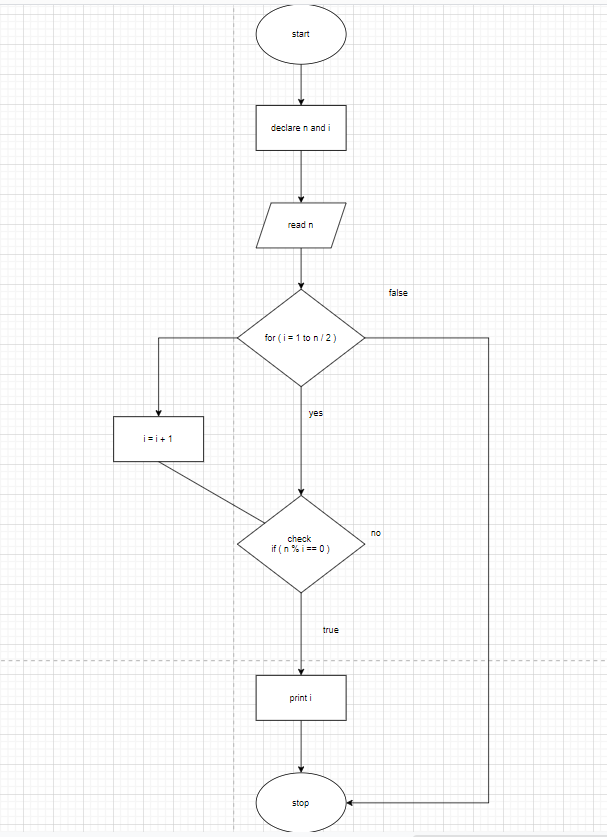 start
declare n and i
read n
false
for ( i = 1 to n / 2 )
yes
i = i + 1
no
check
if ( n % i == 0 )
true
print i
stop